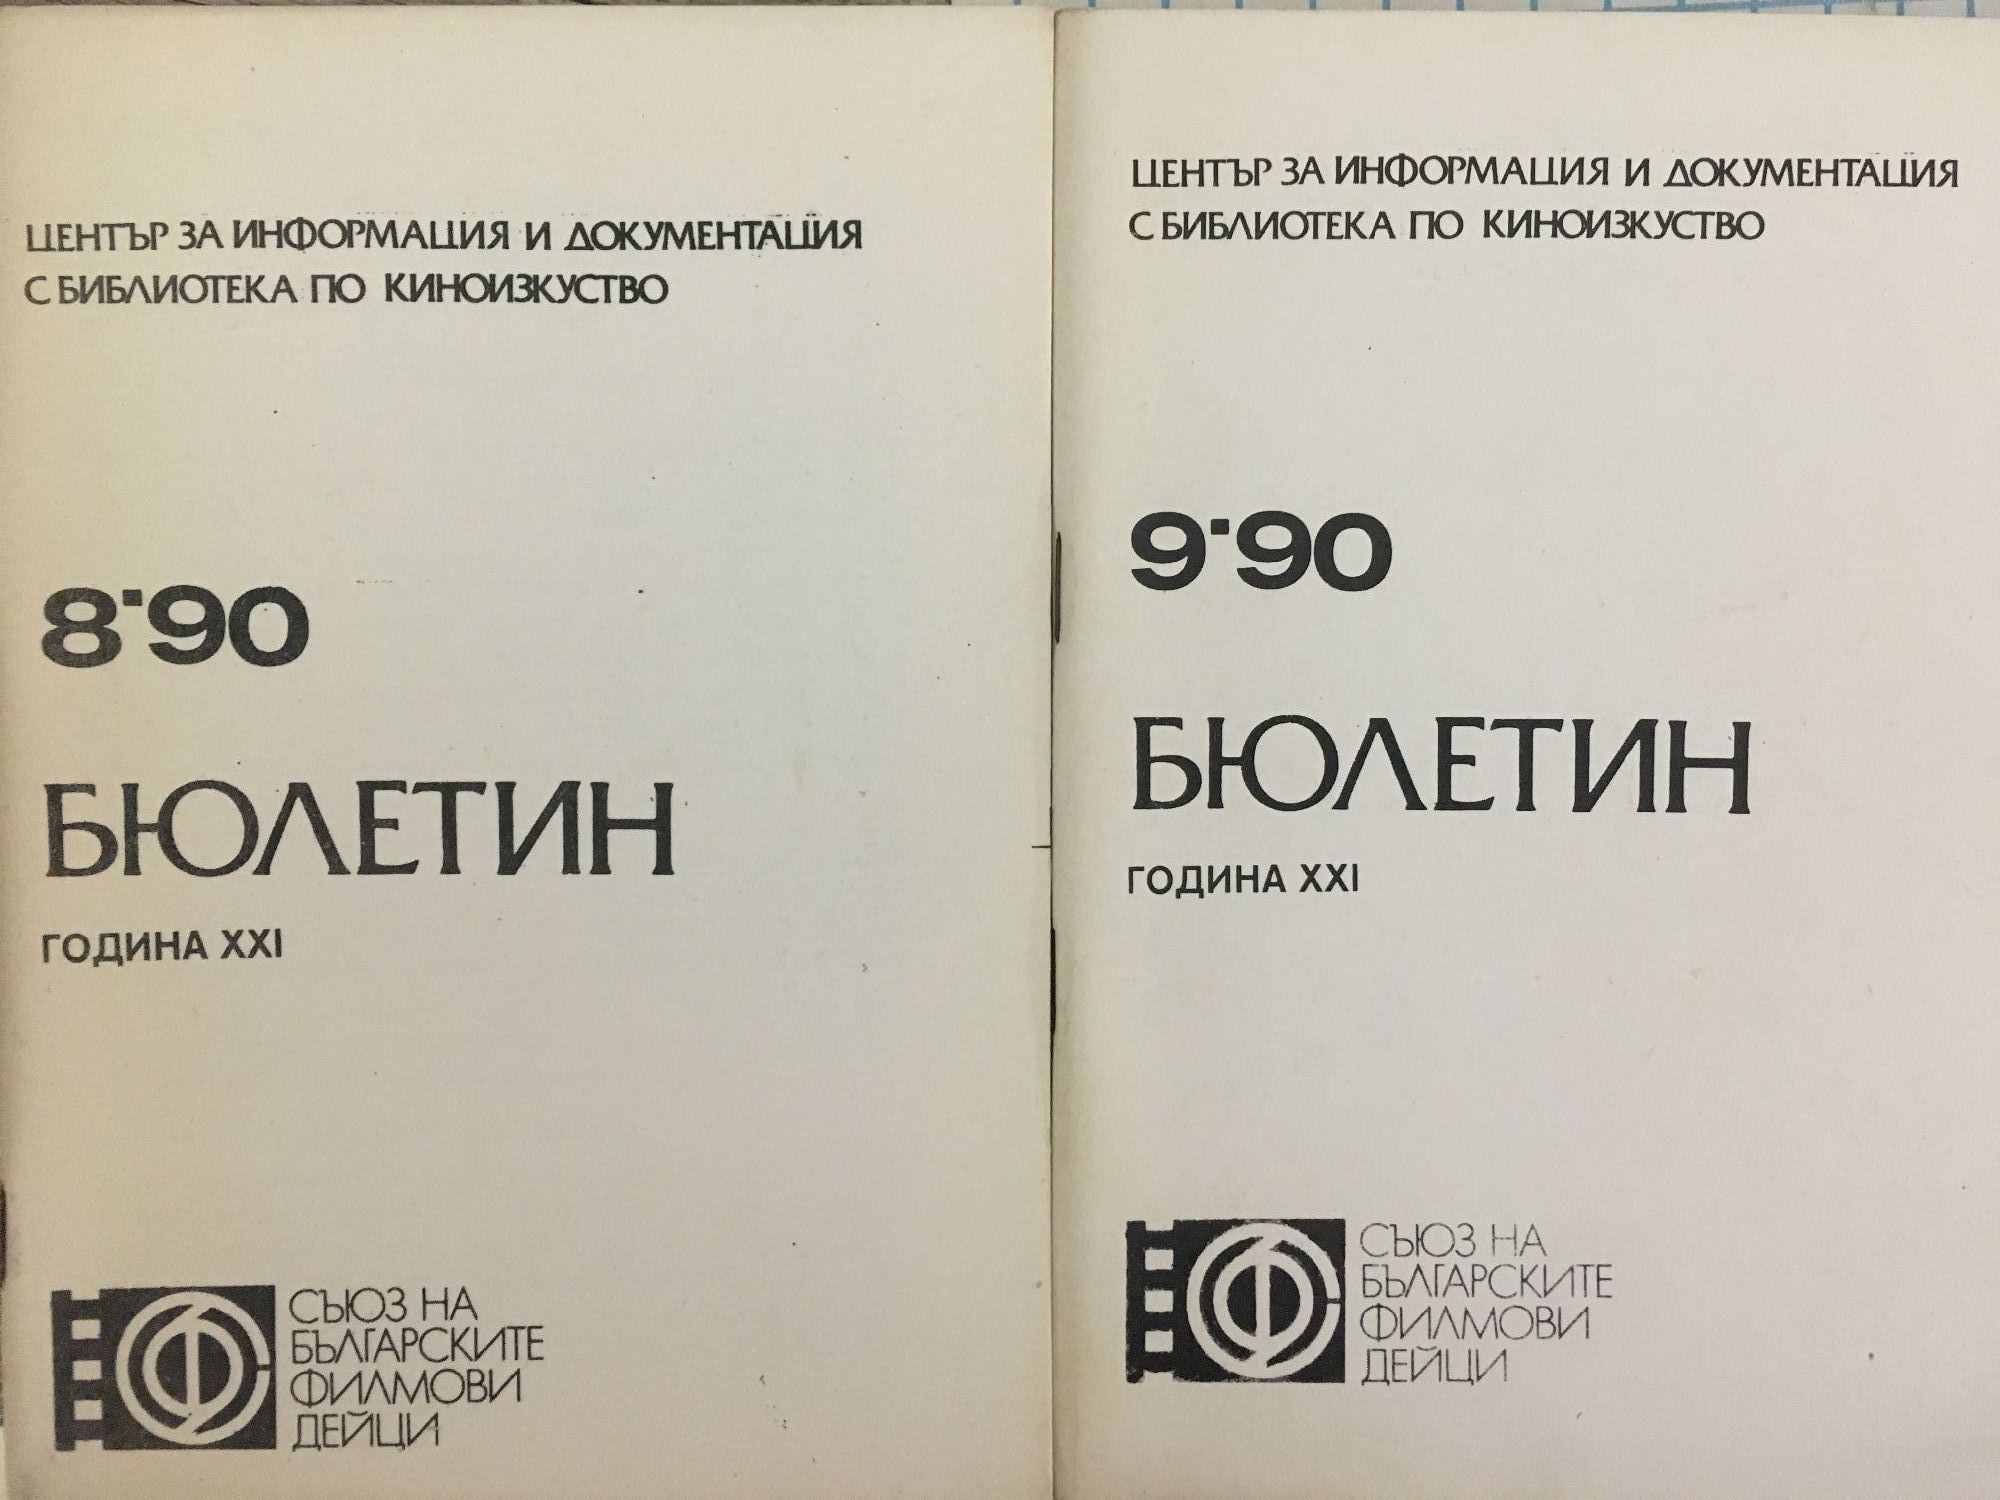 ЦЕНТЪР ЗА ИНФОРМАЦИЯ И ДОКУМЕНТАЦИЯ
С БИБЛИОТЕКА ПО КИНОИЗКУСТВО
8·90
БЮЛЕТИН
ГОДИНА XXI
СЪЮЗ НА
БЪЛГАРСКИТЕ
ФИЛМОВИ
ДЕЙЦИ
ЦЕНТЪР ЗА ИНФОРМАЦИЯ И ДОКУМЕНТАЦИЯ
С БИБЛИОТЕКА ПО КИНОИЗКУСТВО
9·90
БЮЛЕТИН
ГОДИНА XXI
СЪЮЗ НА
БЪЛГАРСКИТЕ
ФИЛМОВИ
ДЕЙЦИ